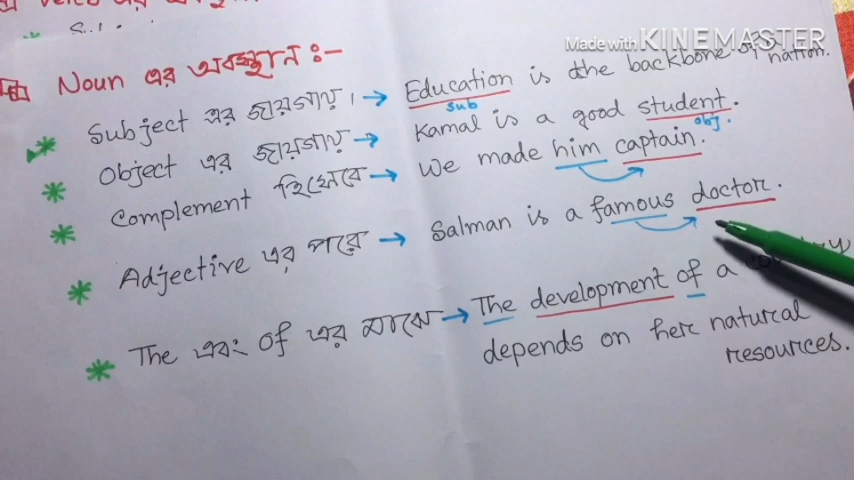 Made with KINEMASTER
Noun এর অবস্থান :-
Subject এর জায়গায়। → Education is the backbone of nation.
sub
Object এর জায়গায় → Kamal is a good student.
obj.
Complement হিসেবে → We made him captain.
Adjective এর পরে → Salman is a famous doctor.
The এবং of এর মাঝে → The development of a
depends on her natural
resources.